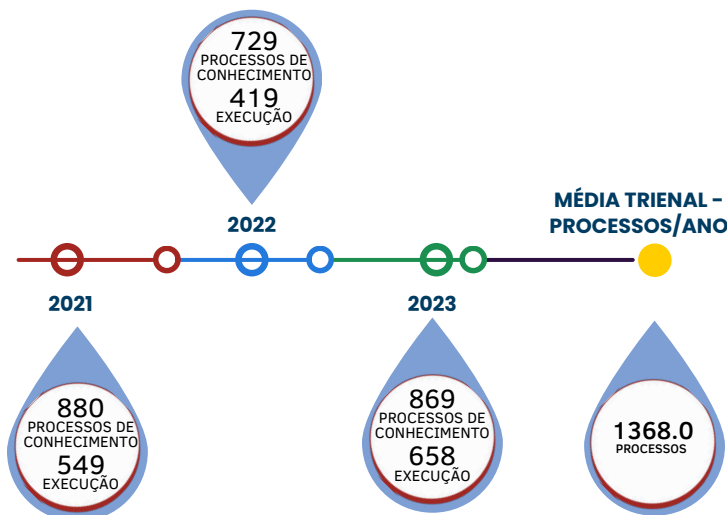 729
PROCESSOS DE
CONHECIMENTO
419
EXECUÇÃO
2022
MÉDIA TRIENAL -
PROCESSOS/ANO
2021
2023
880
PROCESSOS DE
CONHECIMENTO
549
EXECUÇÃO
869
PROCESSOS DE
CONHECIMENTO
658
EXECUÇÃO
1368.0
PROCESSOS